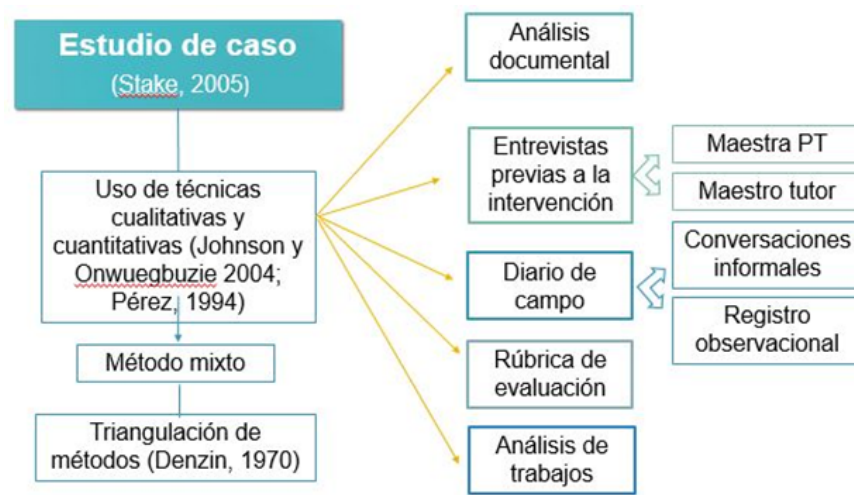 Estudio de caso
(Stake, 2005)
Uso de técnicas
cualitativas y
cuantitativas (Johnson y
Onwuegbuzie 2004;
Pérez, 1994)
Método mixto
Triangulación de
métodos (Denzin, 1970)
Análisis
documental
Entrevistas
previas a la
intervención
Maestra PT
Maestro tutor
Diario de
campo
Conversaciones
informales
Registro
observacional
Rúbrica de
evaluación
Análisis de
trabajos